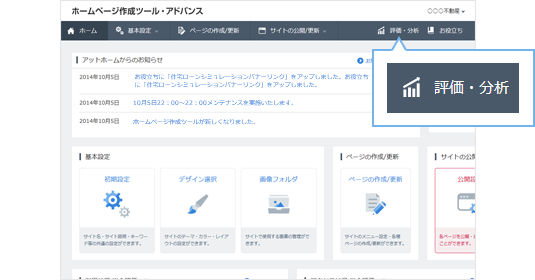 ホームページ作成ツール・アドバンス
〇〇〇不動産
ホーム
基本設定
ページの作成/更新
サイトの公開/更新
評価・分析
お役立ち
評価・分析
アットホームからのお知らせ
2014年10月5日 お役立ちに「住宅ローンシミュレーションバナーリンク」をアップしました。お役立ち
に「住宅ローンシミュレーションバナーリンク」をアップしました。
2014年10月5日 10月5日22：00～22：00メンテナンスを実施いたします。
2014年10月5日 ホームページ作成ツールが新しくなりました。
基本設定
ページの作成/更新
サイトの公開
初期設定
デザイン選択
画像フォルダ
ページの作成/更新
公開設
サイト名・サイト説明・キーワー
ド等の共通の設定ができます。
サイトのテーマ・カラー・レイア
ウトの設定ができます。
サイトで使用する画像の管理がで
きます。
サイトのメニュー設定・各種
ページの作成/更新ができます。
各ページを公開・
ことができます。